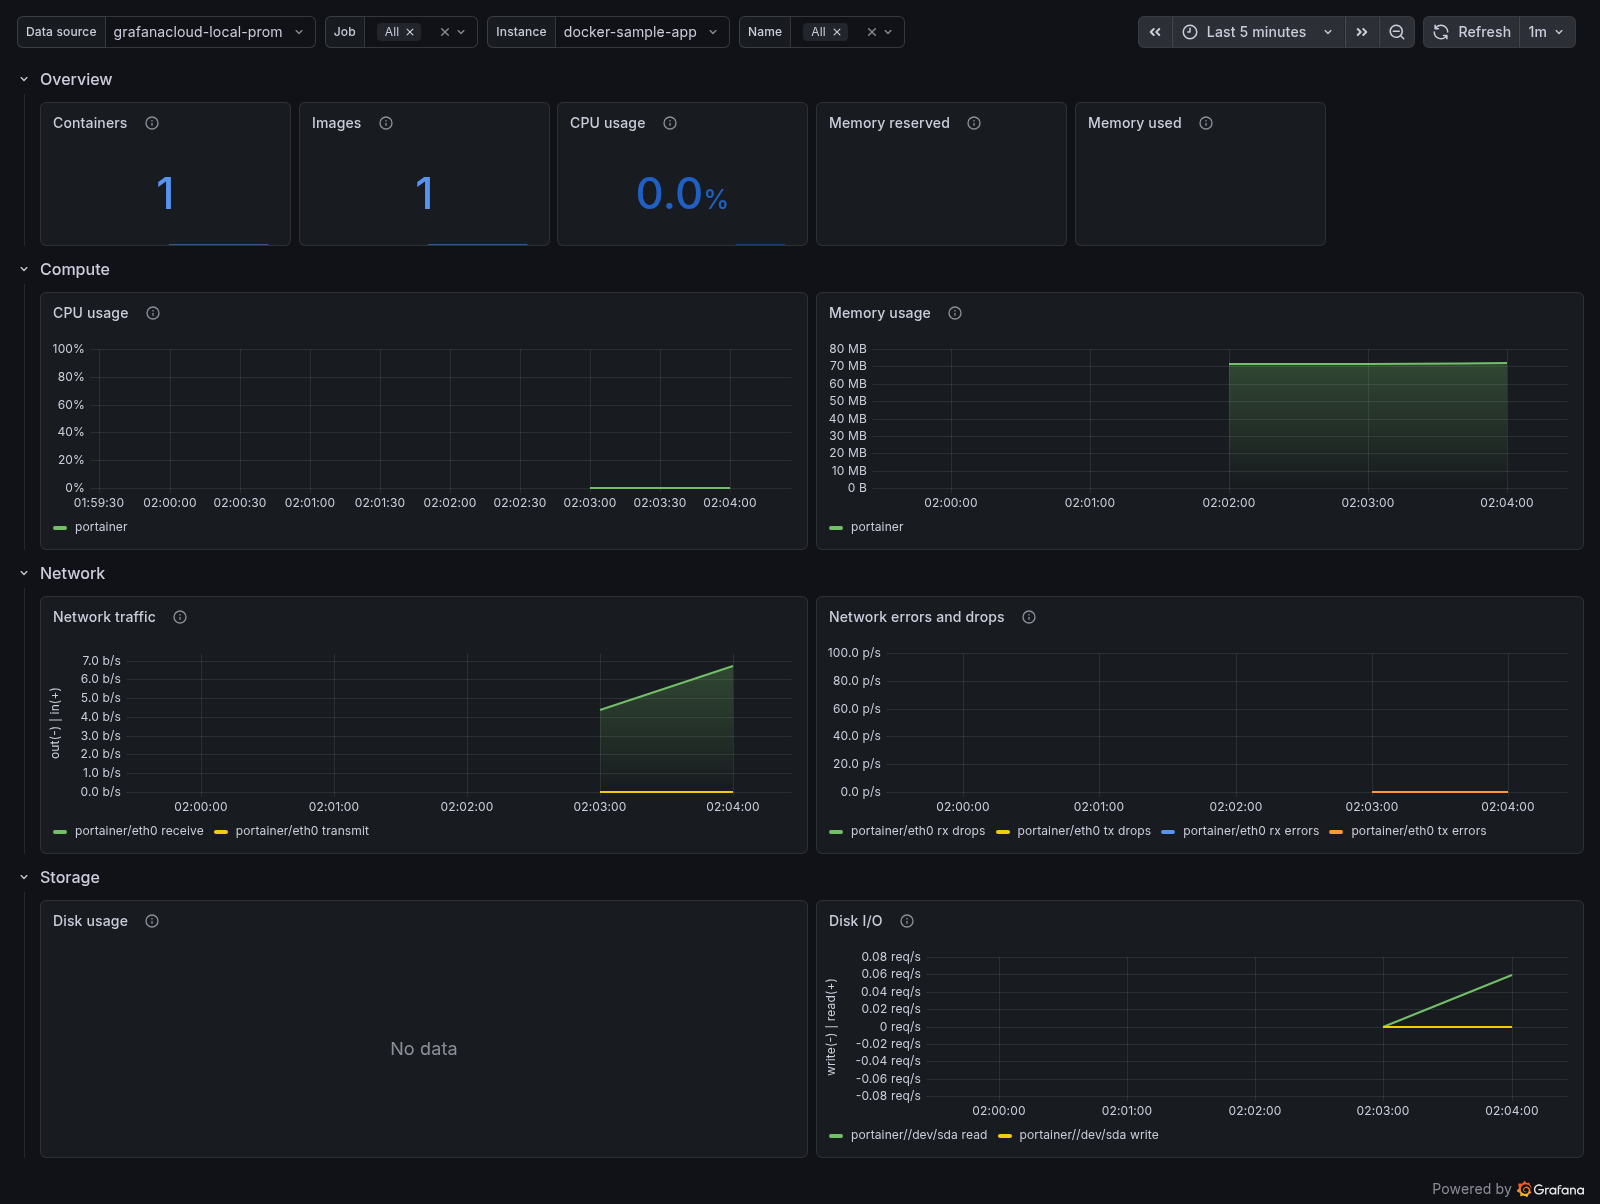 Data source grafanacloud-local-prom Job All Instance docker-sample-app Name All Last 5 minutes Refresh 1m
Overview
Containers Images CPU usage Memory reserved Memory used
1 1 0.0%
Compute
CPU usage
100%
80%
60%
40%
20%
0%
01:59:30 02:00:00 02:00:30 02:01:00 02:01:30 02:02:00 02:02:30 02:03:00 02:03:30 02:04:00
portainer
Memory usage
80 MB
70 MB
60 MB
50 MB
40 MB
30 MB
20 MB
10 MB
0 B
02:00:00 02:01:00 02:02:00 02:03:00 02:04:00
portainer
Network
Network traffic
out(-) | in(+)
7.0 b/s
6.0 b/s
5.0 b/s
4.0 b/s
3.0 b/s
2.0 b/s
1.0 b/s
0.0 b/s
02:00:00 02:01:00 02:02:00 02:03:00 02:04:00
portainer/eth0 receive portainer/eth0 transmit
Network errors and drops
100.0 p/s
80.0 p/s
60.0 p/s
40.0 p/s
20.0 p/s
0.0 p/s
02:00:00 02:01:00 02:02:00 02:03:00 02:04:00
portainer/eth0 rx drops portainer/eth0 tx drops portainer/eth0 rx errors portainer/eth0 tx errors
Storage
Disk usage
No data
Disk I/O
write(-) | read(+)
0.08 req/s
0.06 req/s
0.04 req/s
0.02 req/s
0 req/s
-0.02 req/s
-0.04 req/s
-0.06 req/s
-0.08 req/s
02:00:00 02:01:00 02:02:00 02:03:00 02:04:00
portainer//dev/sda read portainer//dev/sda write
Powered by Grafana